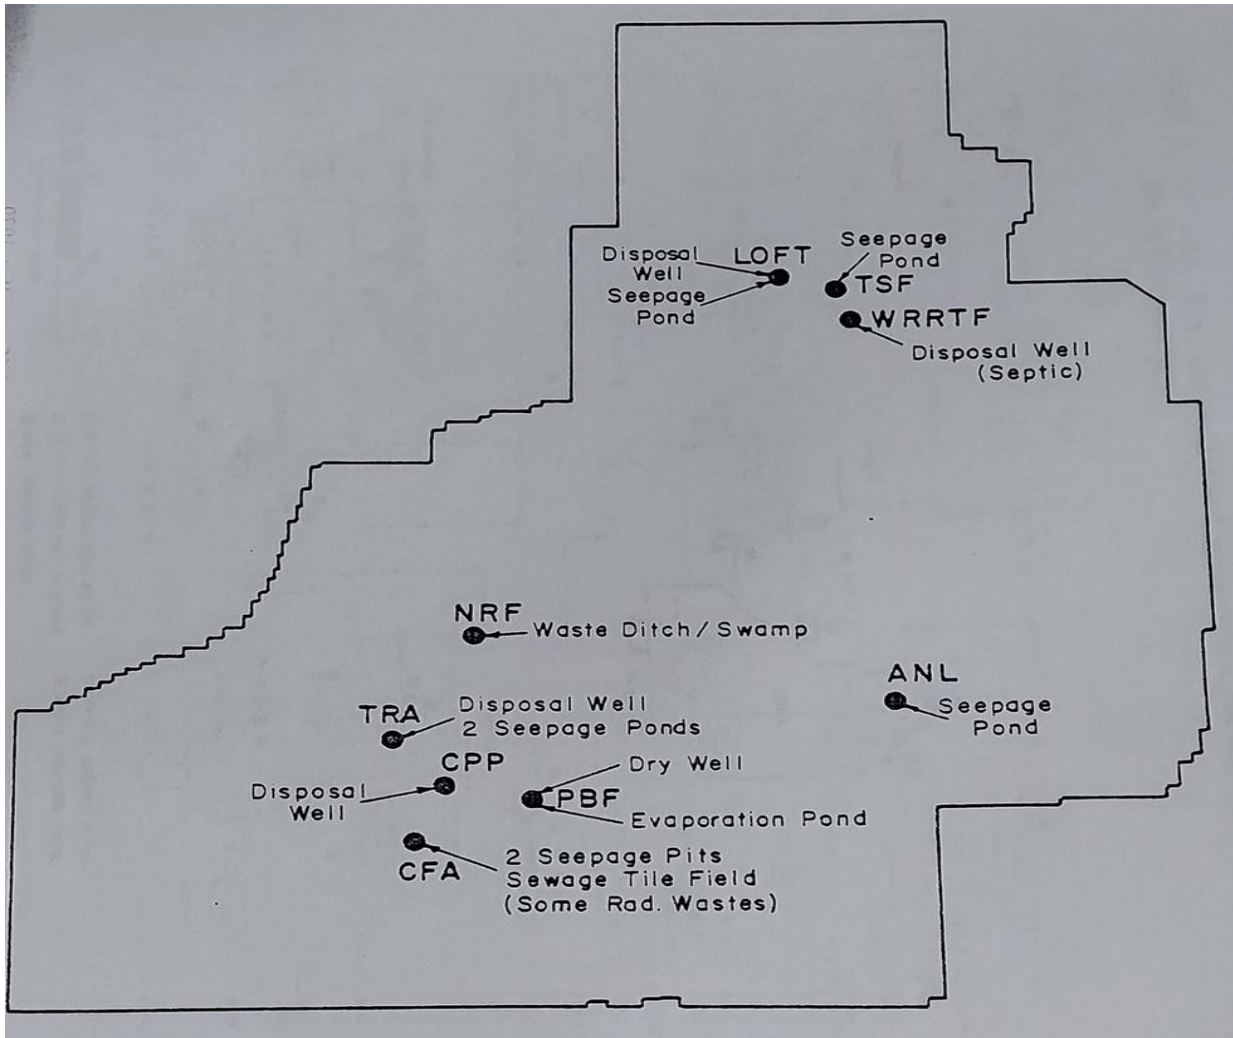 LOFT
Disposal
Well
Seepage
Pond
Seepage
Pond
TSF
WRRTF
Disposal Well
(Septic)
NRF
Waste Ditch/Swamp
ANL
Seepage
Pond
TRA
Disposal Well
2 Seepage Ponds
CPP
Disposal
Well
Dry Well
PBF
Evaporation Pond
CFA
2 Seepage Pits
Sewage Tile Field
(Some Rad. Wastes)